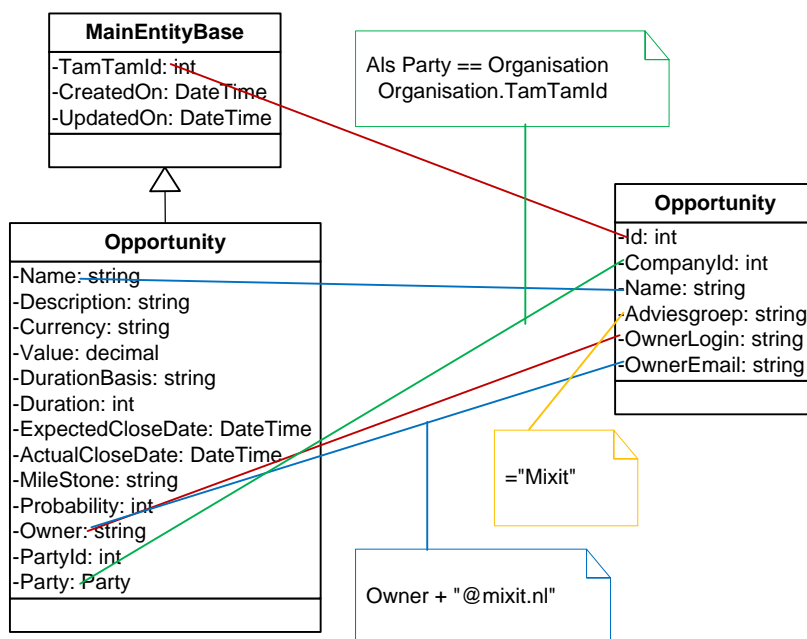 MainEntityBase
-TamTamId: int
-CreatedOn: DateTime
-UpdatedOn: DateTime
Als Party == Organisation
Organisation.TamTamId
Opportunity
-Name: string
-Description: string
-Currency: string
-Value: decimal
-DurationBasis: string
-Duration: int
-ExpectedCloseDate: DateTime
-ActualCloseDate: DateTime
-MileStone: string
-Probability: int
-Owner: string
-PartyId: int
-Party: Party
Opportunity
-Id: int
-CompanyId: int
-Name: string
-Adviesgroep: string
-OwnerLogin: string
-OwnerEmail: string
="Mixit"
Owner + "@mixit.nl"